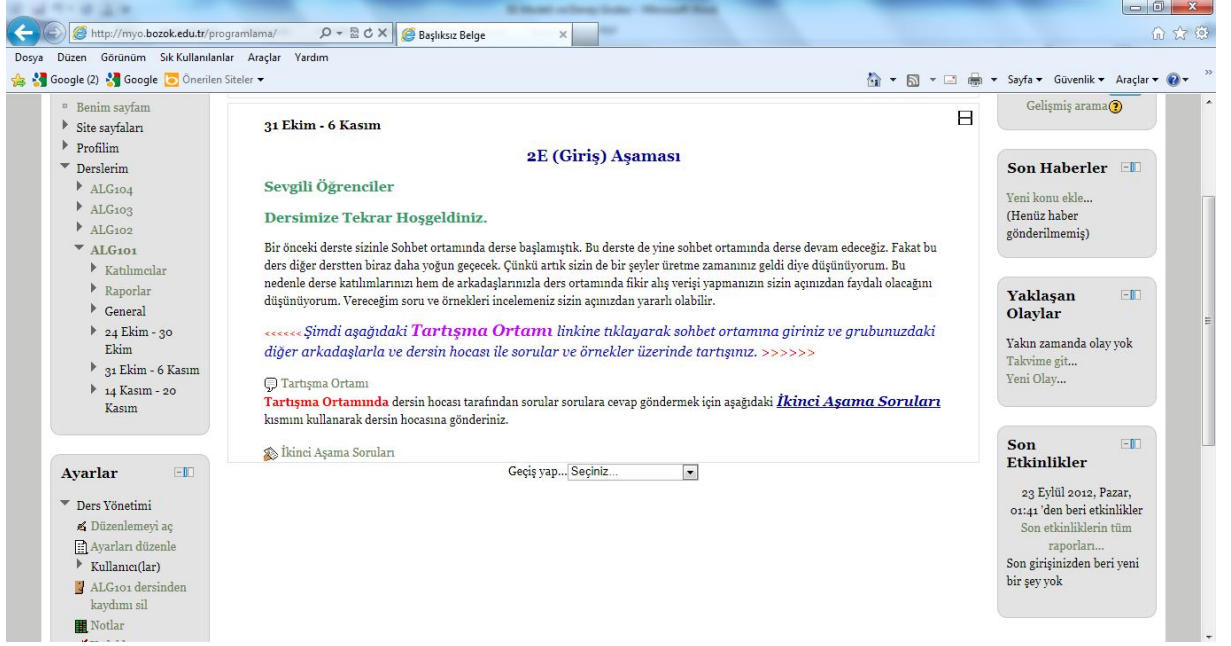 http://myo.bozok.edu.tr/programlama/
Başlıksız Belge
Dosya Düzen Görünüm Sık Kullanılanlar Araçlar Yardım
Google (2) Google Önerilen Siteler
Sayfa Güvenlik Araçlar
Benim sayfam
Site sayfaları
Profilim
Derslerim
ALG104
ALG103
ALG102
ALG101
Katılımcılar
Raporlar
General
24 Ekim - 30
Ekim
31 Ekim - 6 Kasım
14 Kasım - 20
Kasım
Ayarlar
Ders Yönetimi
Düzenlemeyi aç
Ayarları düzenle
Kullanıcı(lar)
ALG101 dersinden
kaydımı sil
Notlar
31 Ekim - 6 Kasım
2E (Giriş) Aşaması
Sevgili Öğrenciler
Dersimize Tekrar Hoşgeldiniz.
Bir önceki derste sizinle Sohbet ortamında derse başlamıştık. Bu derste de yine sohbet ortamında derse devam edeceğiz. Fakat bu
ders diğer derstten biraz daha yoğun geçecek. Çünkü artık sizin de bir şeyler üretme zamanınız geldi diye düşünüyorum. Bu
nedenle derse katılımlarınızı hem de arkadaşlarınızla ders ortamında fikir alış verişi yapmanızın sizin açınızdan faydalı olacağını
düşünüyorum. Vereceğim soru ve örnekleri incelemeniz sizin açınızdan yararlı olabilir.
<<<<<< Şimdi aşağıdaki Tartışma Ortamı linkine tıklayarak sohbet ortamına giriniz ve grubunuzdaki
diğer arkadaşlarla ve dersin hocası ile sorular ve örnekler üzerinde tartışınız. >>>>>>
Tartışma Ortamı
Tartışma Ortamında dersin hocası tarafından sorular sorulara cevap göndermek için aşağıdaki İkinci Aşama Soruları
kısmını kullanarak dersin hocasına gönderiniz.
İkinci Aşama Soruları
Geçiş yap... Seçiniz...
Gelişmiş arama
Son Haberler
Yeni konu ekle...
(Henüz haber
gönderilmemiş)
Yaklaşan
Olaylar
Yakın zamanda olay yok
Takvime git...
Yeni Olay...
Son
Etkinlikler
23 Eylül 2012, Pazar,
01:41 'den beri etkinlikler
Son etkinliklerin tüm
raporları...
Son girişinizden beri yeni
bir şey yok